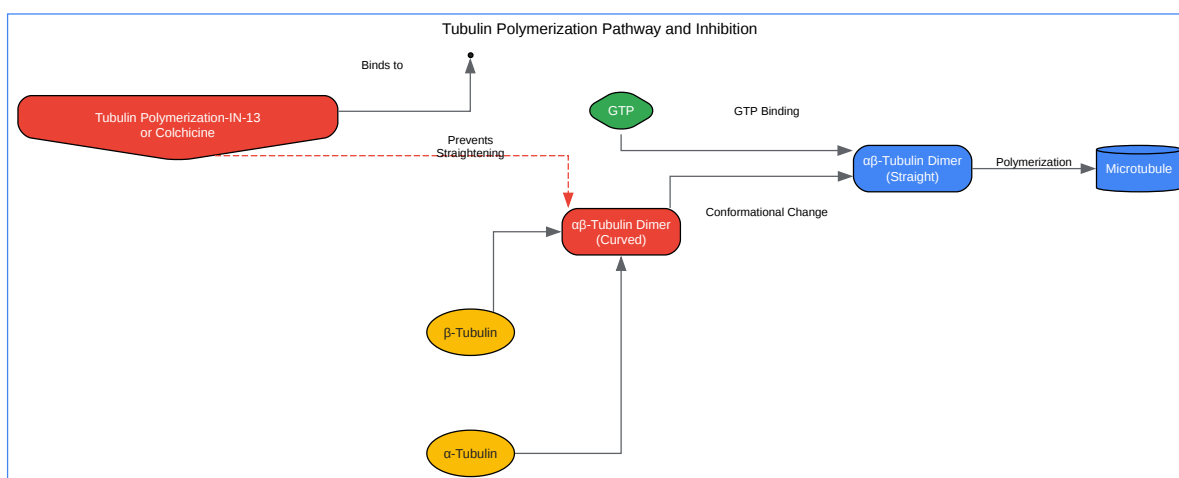 Tubulin Polymerization Pathway and Inhibition
Binds to
Tubulin Polymerization-IN-13
or Colchicine
GTP
GTP Binding
Prevents
Straightening
αβ-Tubulin Dimer
(Straight)
Polymerization
Microtubule
αβ-Tubulin Dimer
(Curved)
Conformational Change
β-Tubulin
α-Tubulin